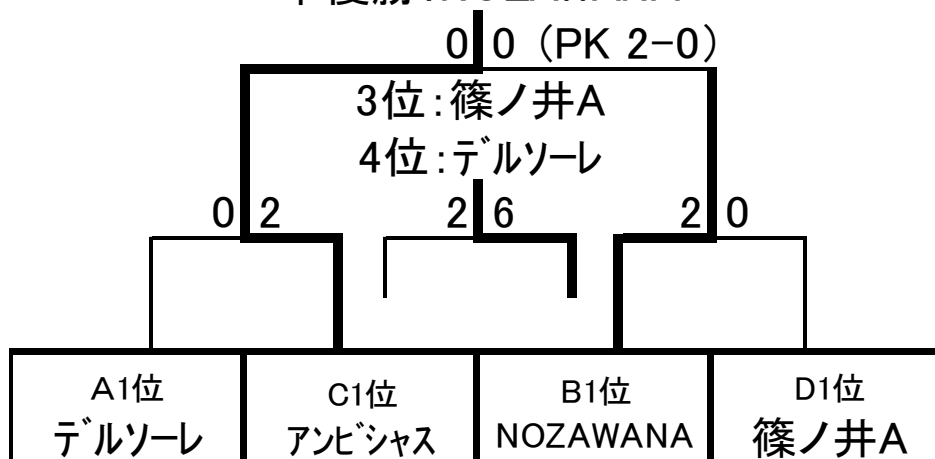 0 0 (PK 2-0)
3位:篠ノ井A
4位:デルソーレ
0 2 2 6 2 0
A1位 C1位 B1位 D1位
デルソーレ アンビシャス NOZAWANA 篠ノ井A